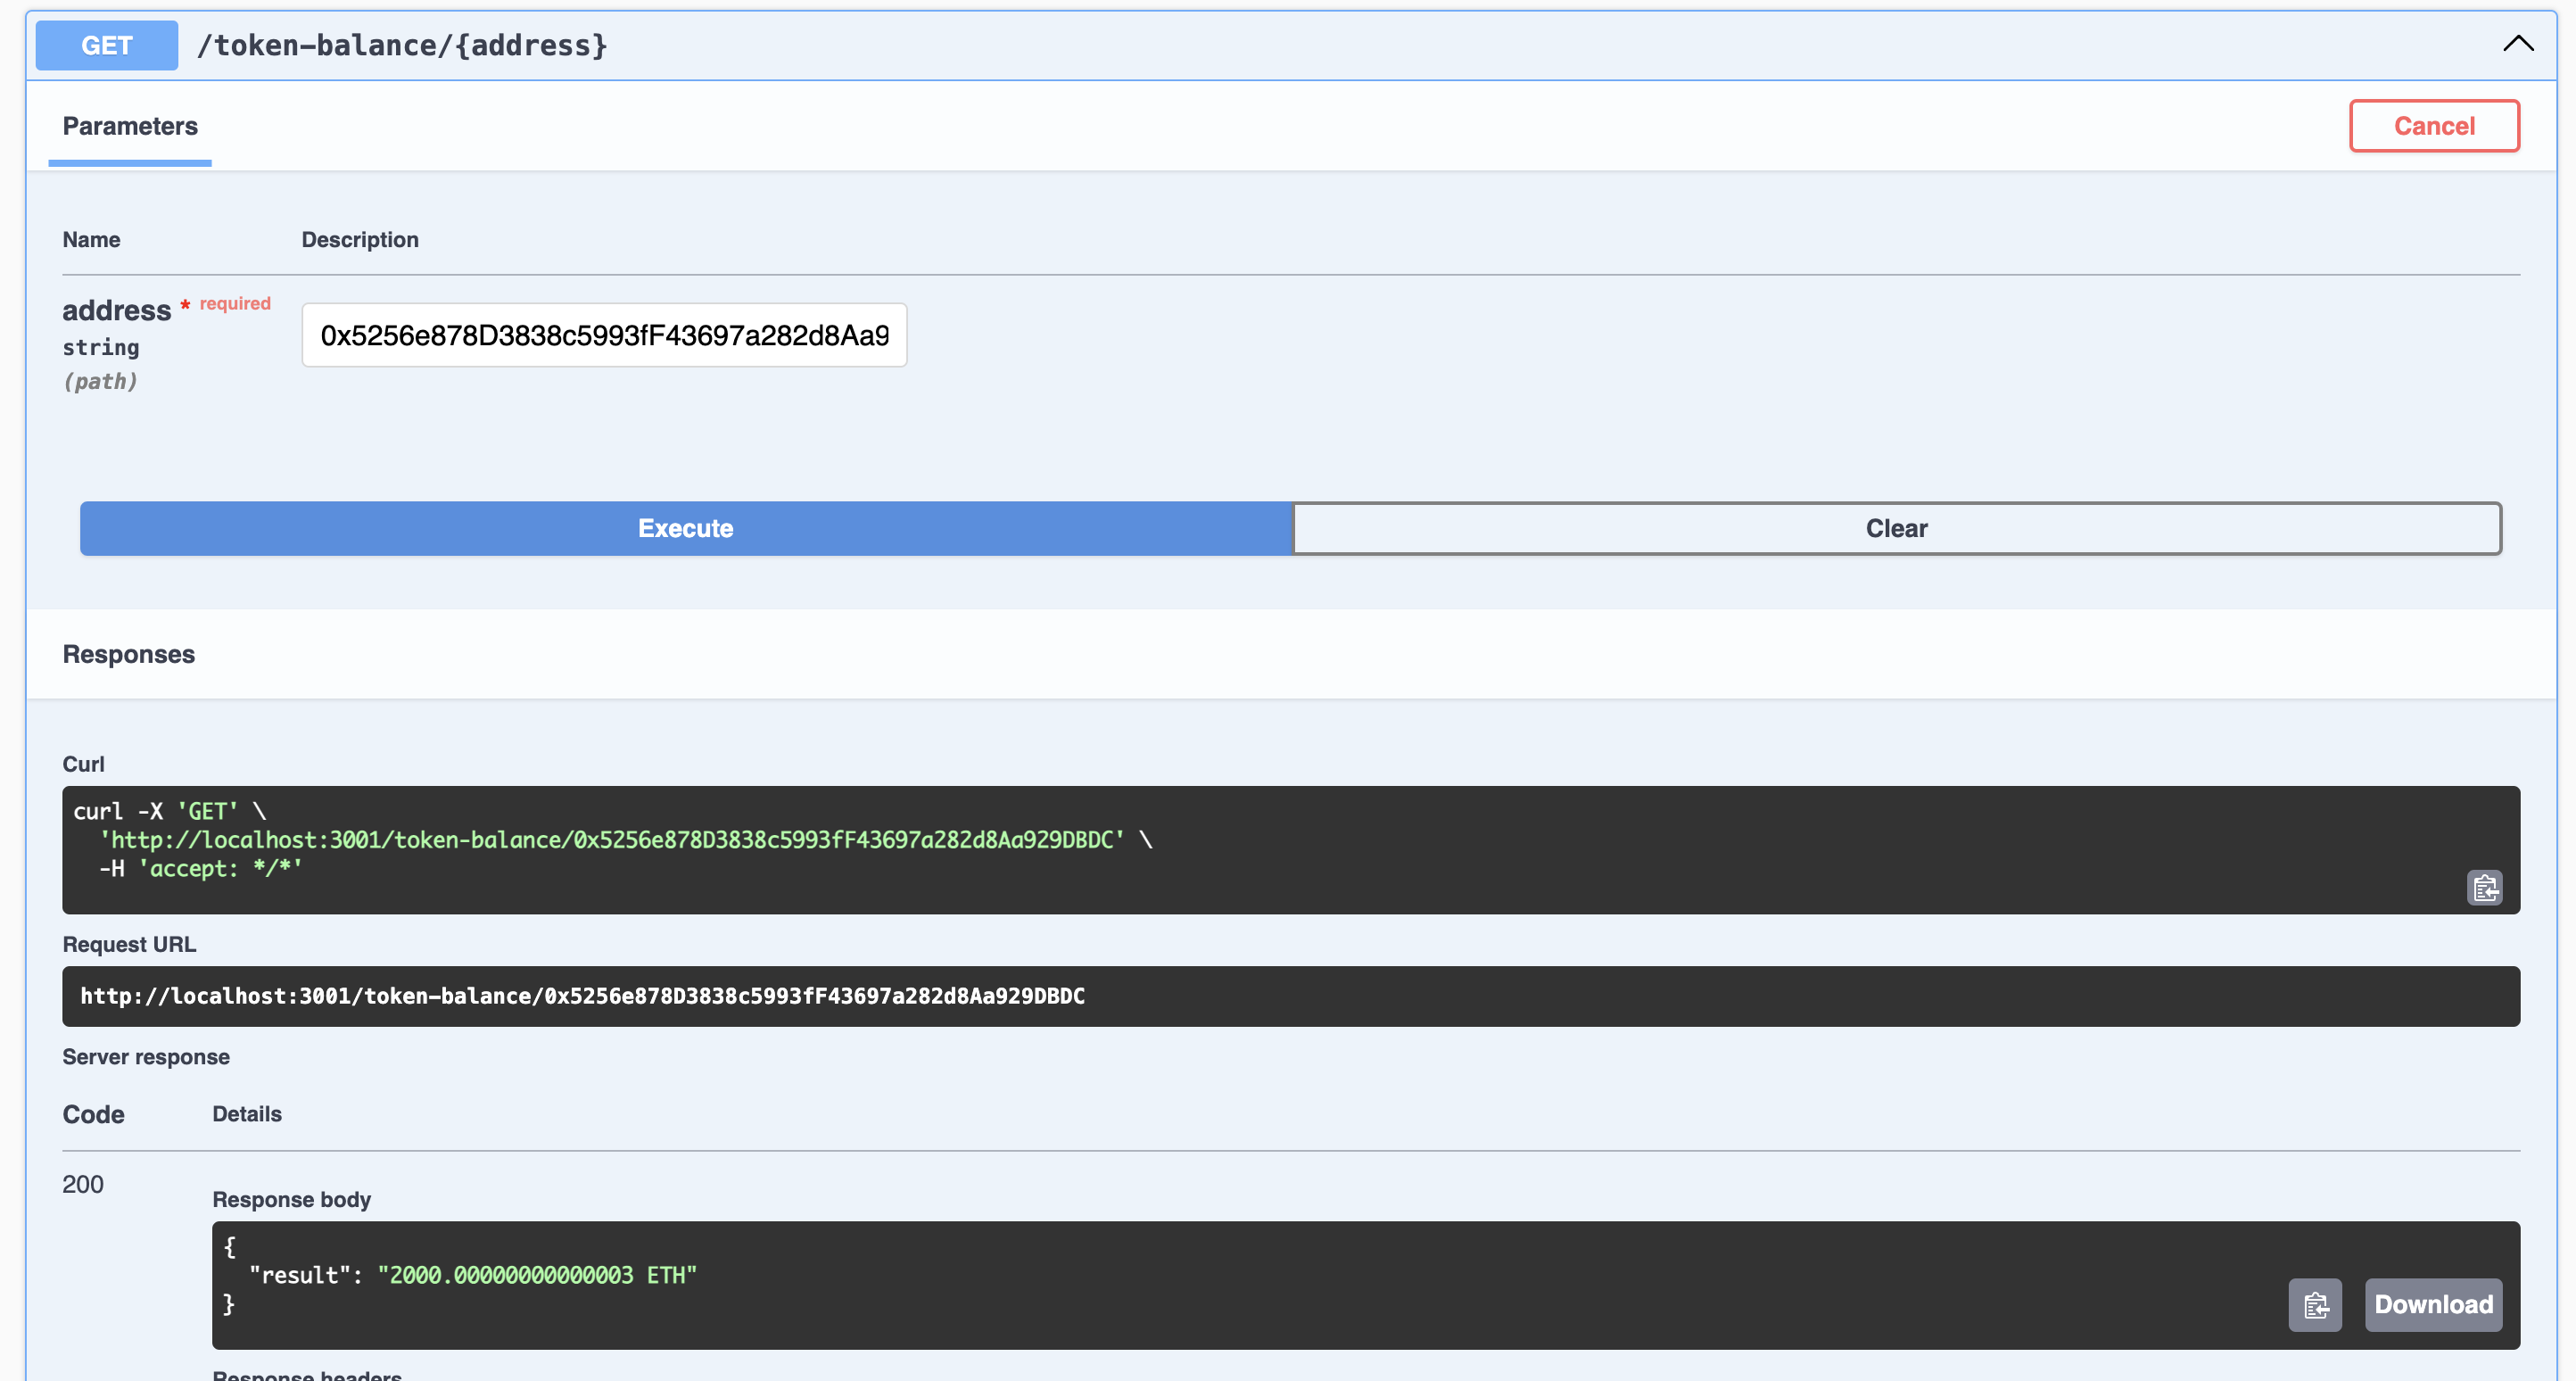 GET /token-balance/{address}
Parameters
Cancel
Name Description
address * required
string
(path)
0x5256e878D3838c5993fF43697a282d8Aa9
Execute
Clear
Responses
Curl
curl -X 'GET' \
'http://localhost:3001/token-balance/0x5256e878D3838c5993fF43697a282d8Aa929DBDC' \
-H 'accept: */*'
Request URL
http://localhost:3001/token-balance/0x5256e878D3838c5993fF43697a282d8Aa929DBDC
Server response
Code Details
200
Response body
{
"result": "2000.00000000000003 ETH"
}
Download
Response headers